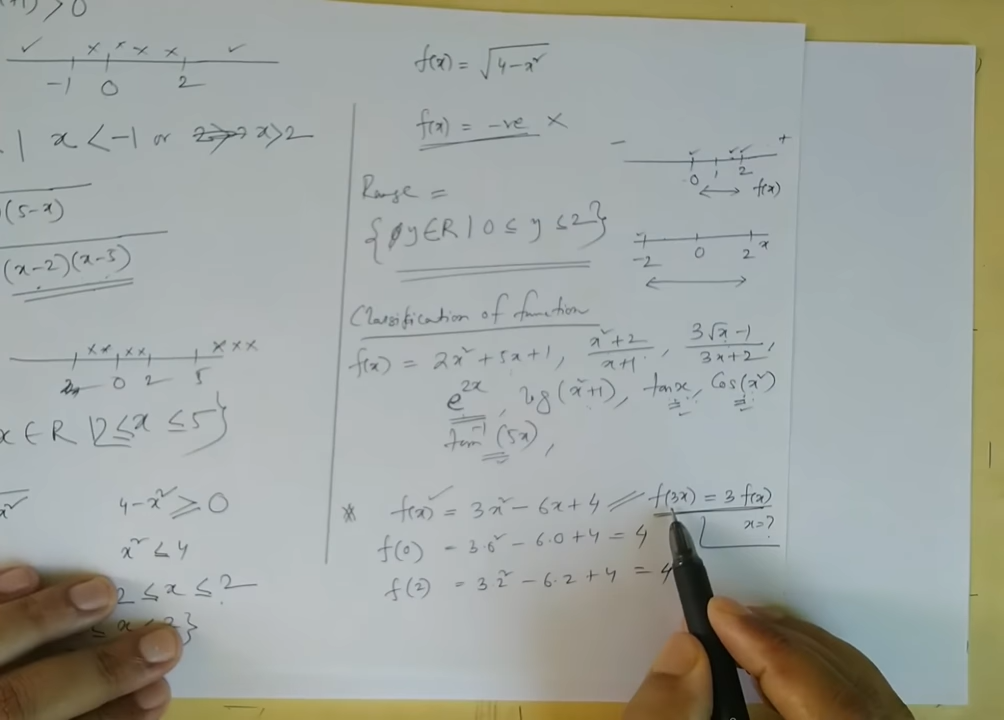 +1) > 0
-1 0 2
| x < -1 or x > 2
(5-x)
(x-2)(x-5)
0 2 5
x ∈ R | 2 ≤ x ≤ 5}
4-x² ≥ 0
x² ≤ 4
2 ≤ x ≤ 2
f(x) = √(4-x²)
f(x) = -ve ×
- +
0 1 2
f(x)
Range =
{y ∈ R | 0 ≤ y ≤ 2}
-2 0 2 x
Classification of function
f(x) = 2x² + 5x + 1, (x²+2)/(x+1), (3√x - 1)/(3x+2),
e^2x, log(x²+1), tan x, Cos(x²)
tan⁻¹(5x),
* f(x) = 3x² - 6x + 4 f(3x) = 3 f(x)
x=?
f(0) = 3.0² - 6.0 + 4 = 4
f(2) = 3.2² - 6.2 + 4 = 4